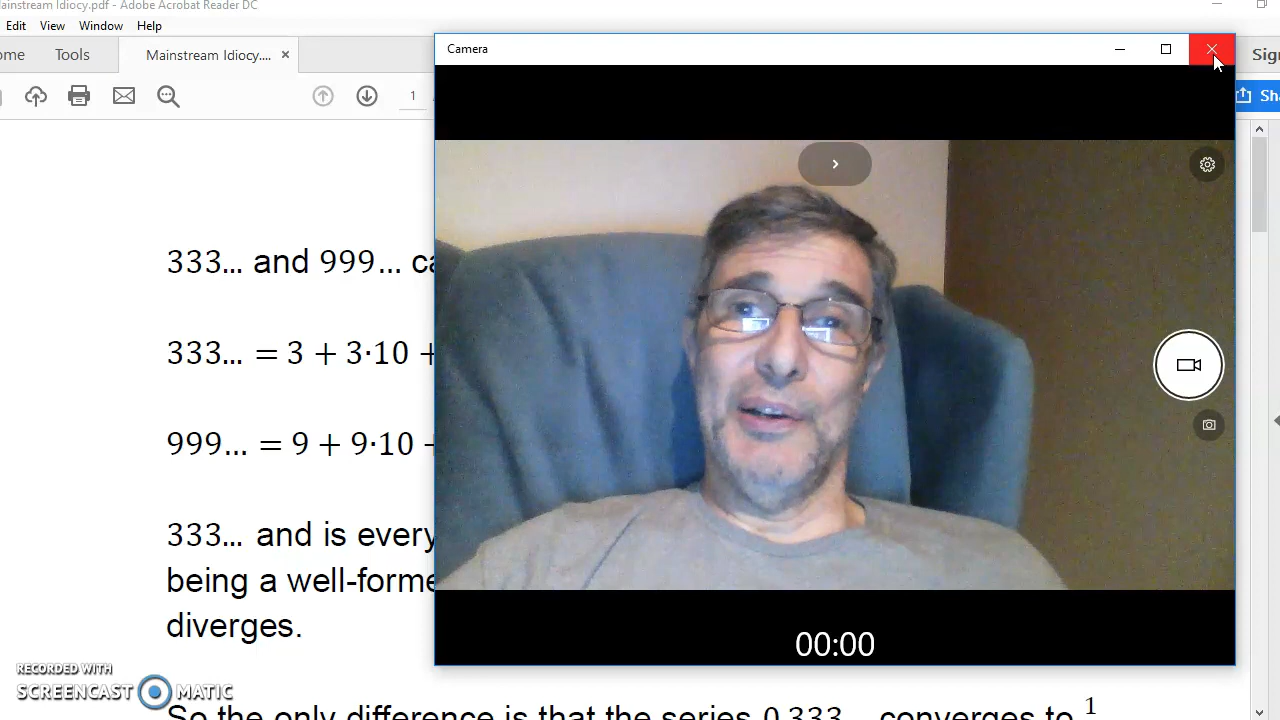 ainstream Idiocy.pdf - Adobe Acrobat Reader DC
Edit View Window Help
ome Tools Mainstream Idiocy.... × Sign
1 / Sha
Camera
333... and 999... ca
333... = 3 + 3·10 +
999... = 9 + 9·10 +
333... and is every
being a well-forme
diverges.
00:00
RECORDED WITH
SCREENCAST MATIC
So the only difference is that the series 0.333... converges to 1